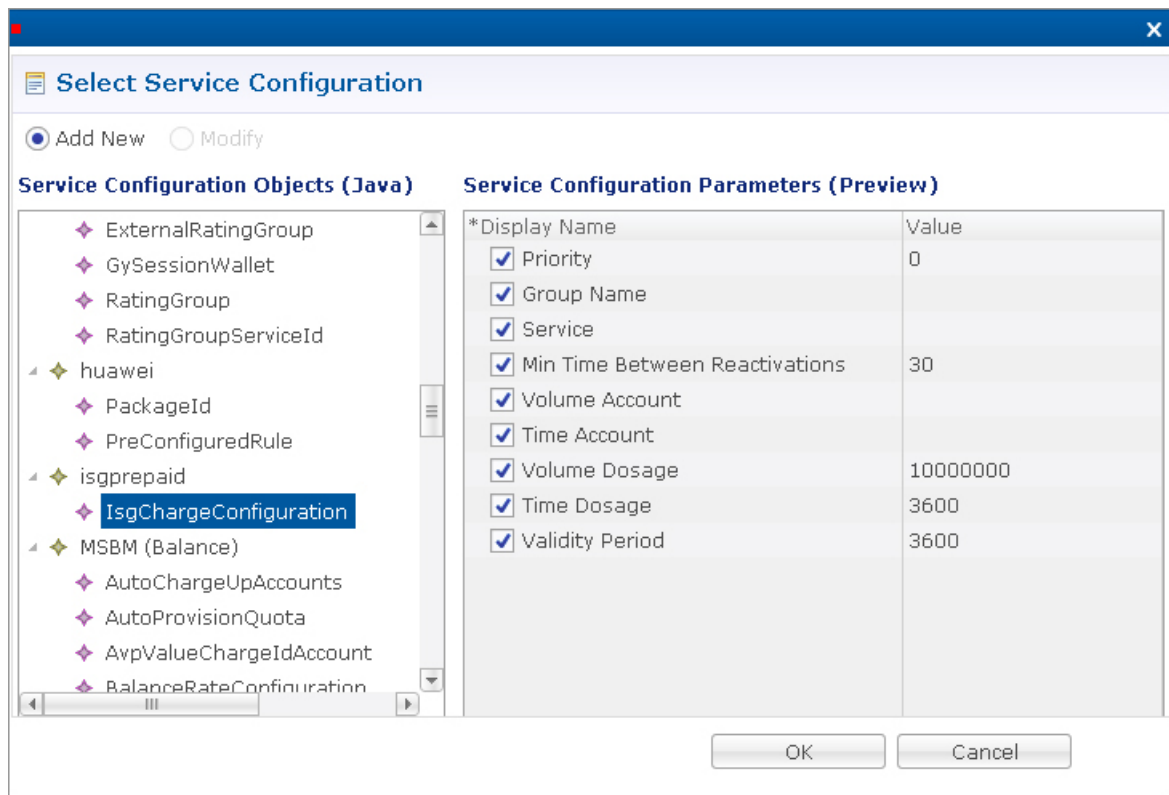 Select Service Configuration
Add New Modify
Service Configuration Objects (Java)
ExternalRatingGroup
GySessionWallet
RatingGroup
RatingGroupServiceId
huawei
PackageId
PreConfiguredRule
isgprepaid
IsgChargeConfiguration
MSBM (Balance)
AutoChargeUpAccounts
AutoProvisionQuota
AvpValueChargeIdAccount
BalanceRateConfiguration
Service Configuration Parameters (Preview)
*Display Name Value
Priority 0
Group Name
Service
Min Time Between Reactivations 30
Volume Account
Time Account
Volume Dosage 10000000
Time Dosage 3600
Validity Period 3600
OK Cancel